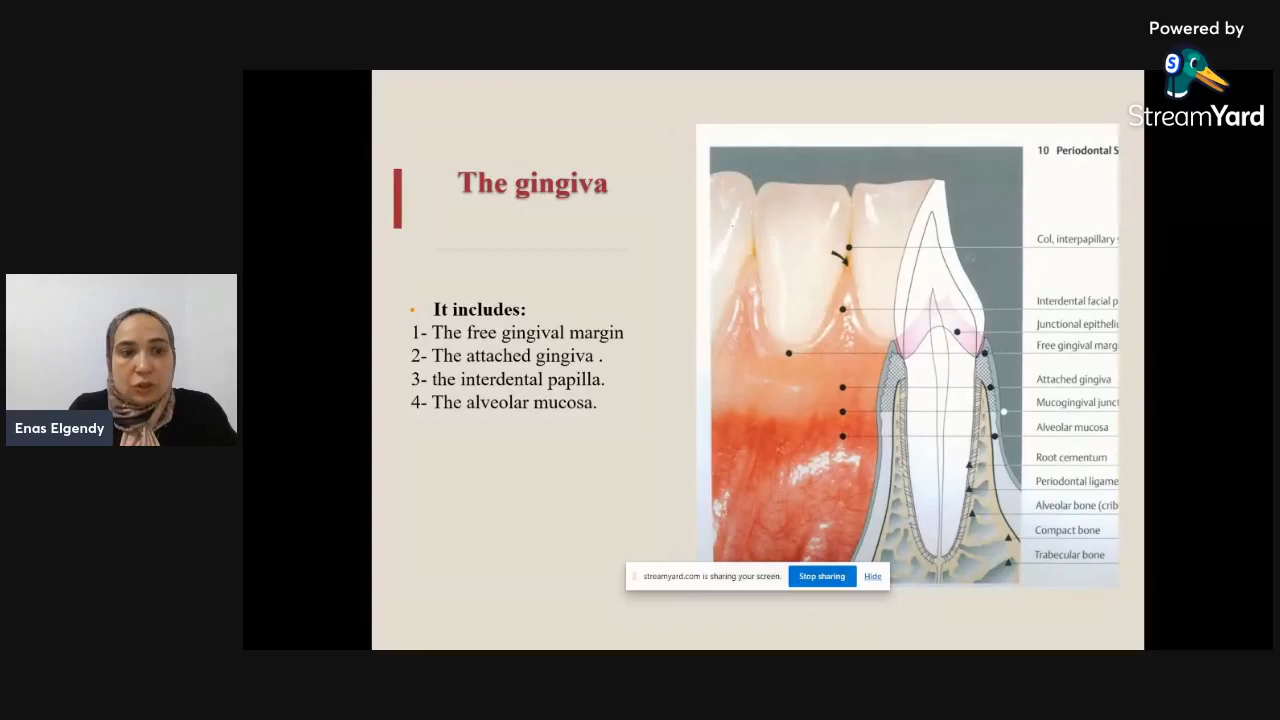 Powered by
S
StreamYard
The gingiva
It includes:
1- The free gingival margin
2- The attached gingiva .
3- the interdental papilla.
4- The alveolar mucosa.
10 Periodontal S
Col, interpapillary
Interdental facial p
Junctional epitheli
Free gingival marg
Attached gingiva
Mucogingival junct
Alveolar mucosa
Root cementum
Periodontal ligame
Alveolar bone (crib
Compact bone
Trabecular bone
Enas Elgendy
streamyard.com is sharing your screen.
Stop sharing
Hide